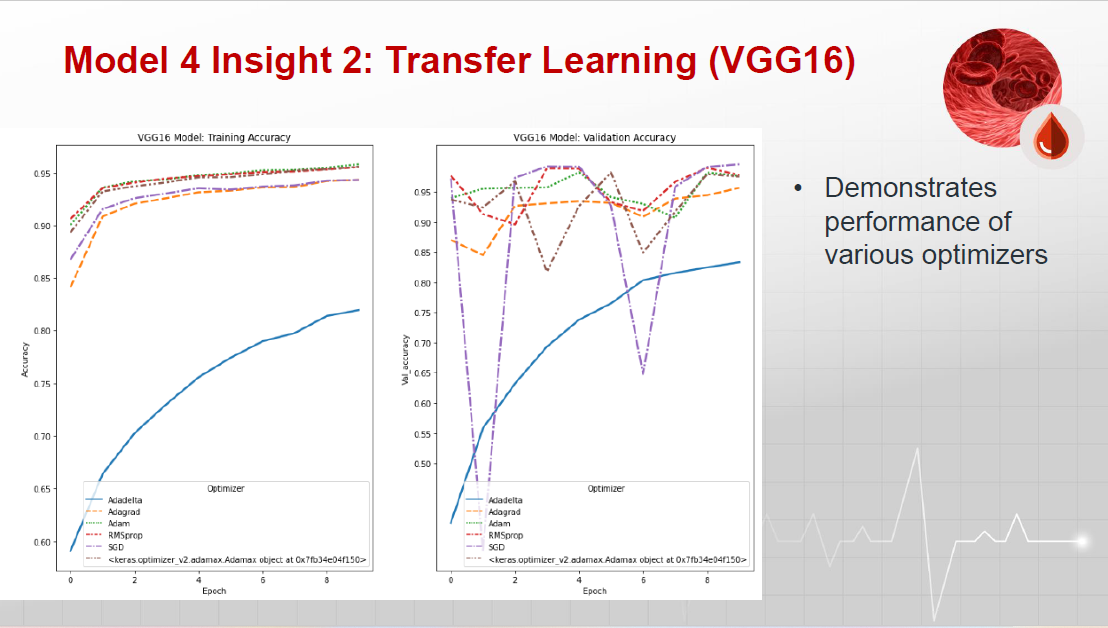 Model 4 Insight 2: Transfer Learning (VGG16)
VGG16 Model: Training Accuracy
0.95
0.90
0.85
0.80
0.75
0.70
0.65
0.60
Accuracy
Optimizer
Adadelta
Adagrad
Adam
RMSprop
SGD
<keras.optimizer_v2.adamax.Adamax object at 0x7fb34e04f150>
0 2 4 6 8
Epoch
VGG16 Model: Validation Accuracy
0.95
0.90
0.85
0.80
0.75
0.70
0.65
0.60
0.55
0.50
Val_accuracy
Optimizer
Adadelta
Adagrad
Adam
RMSprop
SGD
<keras.optimizer_v2.adamax.Adamax object at 0x7fb34e04f150>
0 2 4 6 8
Epoch
• Demonstrates
performance of
various optimizers